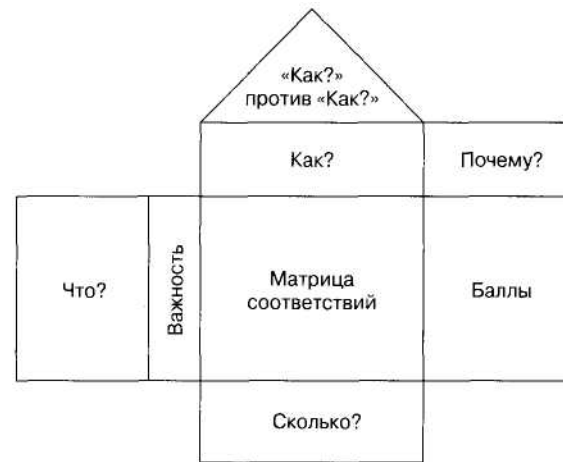 «Как?»
против «Как?»
Как?
Почему?
Что?
Важность
Матрица
соответствий
Баллы
Сколько?